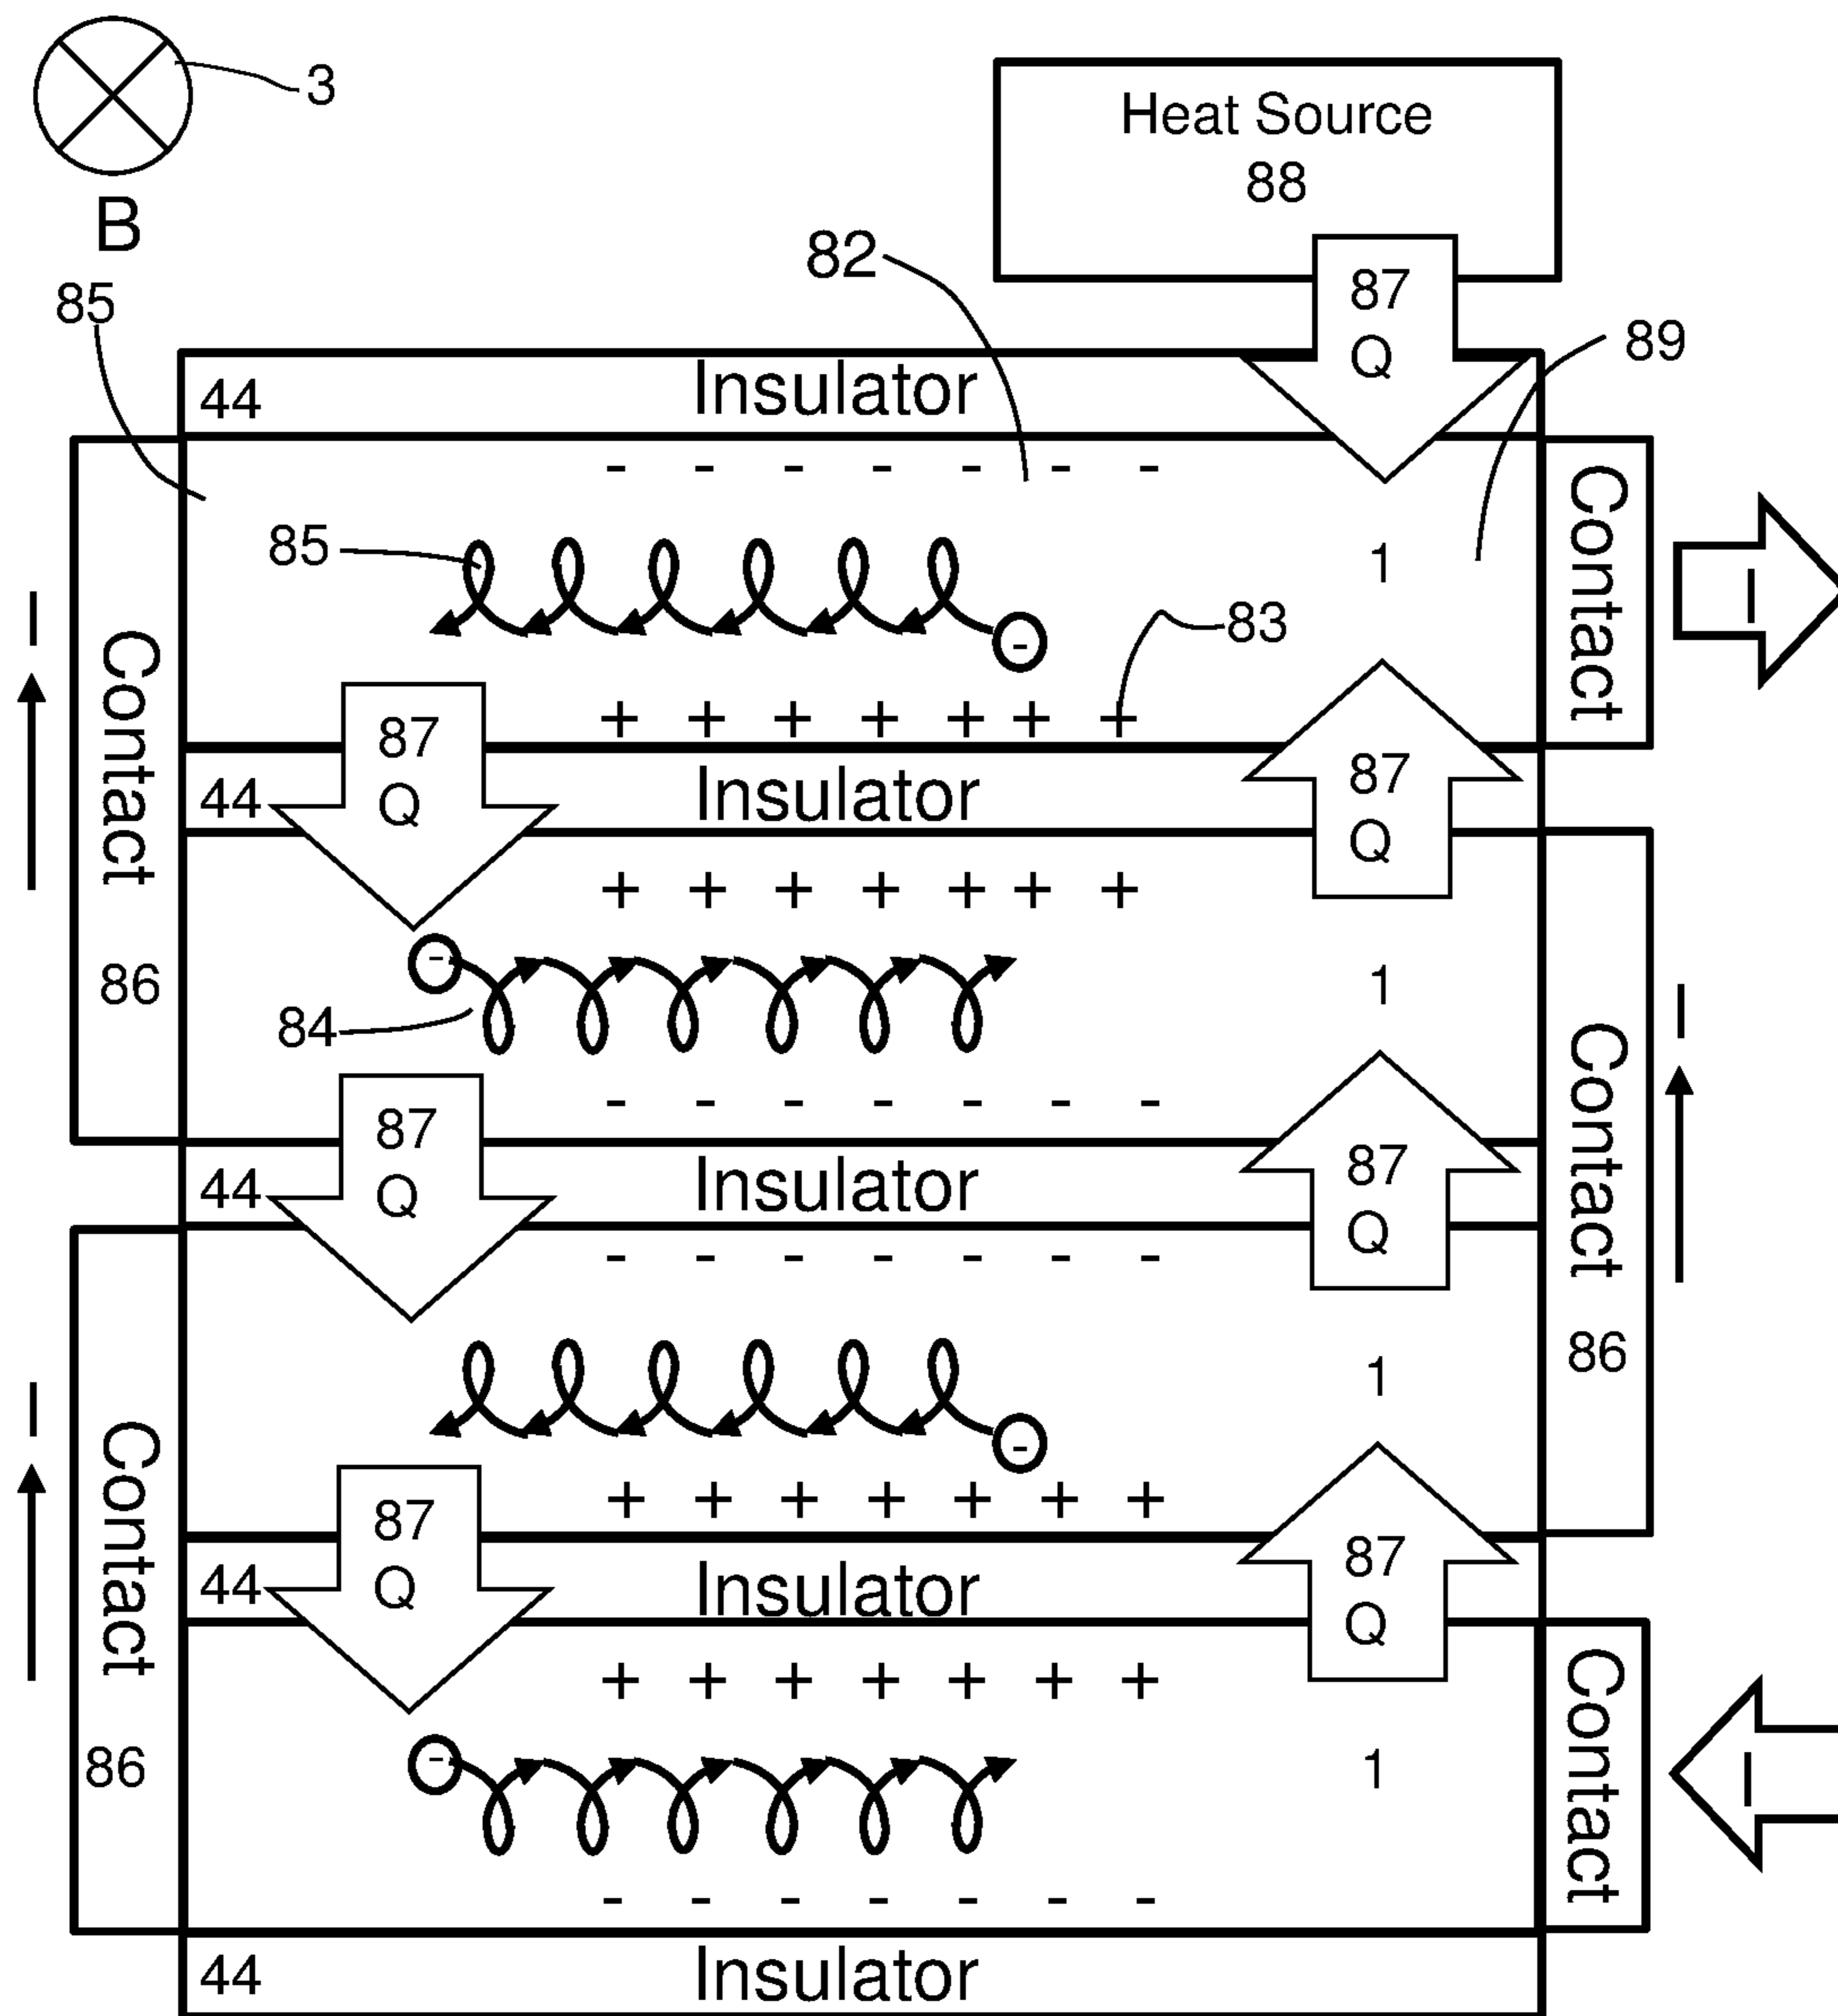 3
B
Heat Source
88
82
87
Q
85
89
44 Insulator
- - - - - - -
85
1
Contact
I
I
Contact
-
83
+ + + + + + +
87
Q
87
Q
44 Insulator
+ + + + + + +
-
86
84
1
I
Contact
- - - - - - -
87
Q
87
Q
44 Insulator
- - - - - - -
86
1
I
Contact
-
+ + + + + + +
87
Q
87
Q
44 Insulator
+ + + + + + +
Contact
-
86
1
I
- - - - - - -
44 Insulator